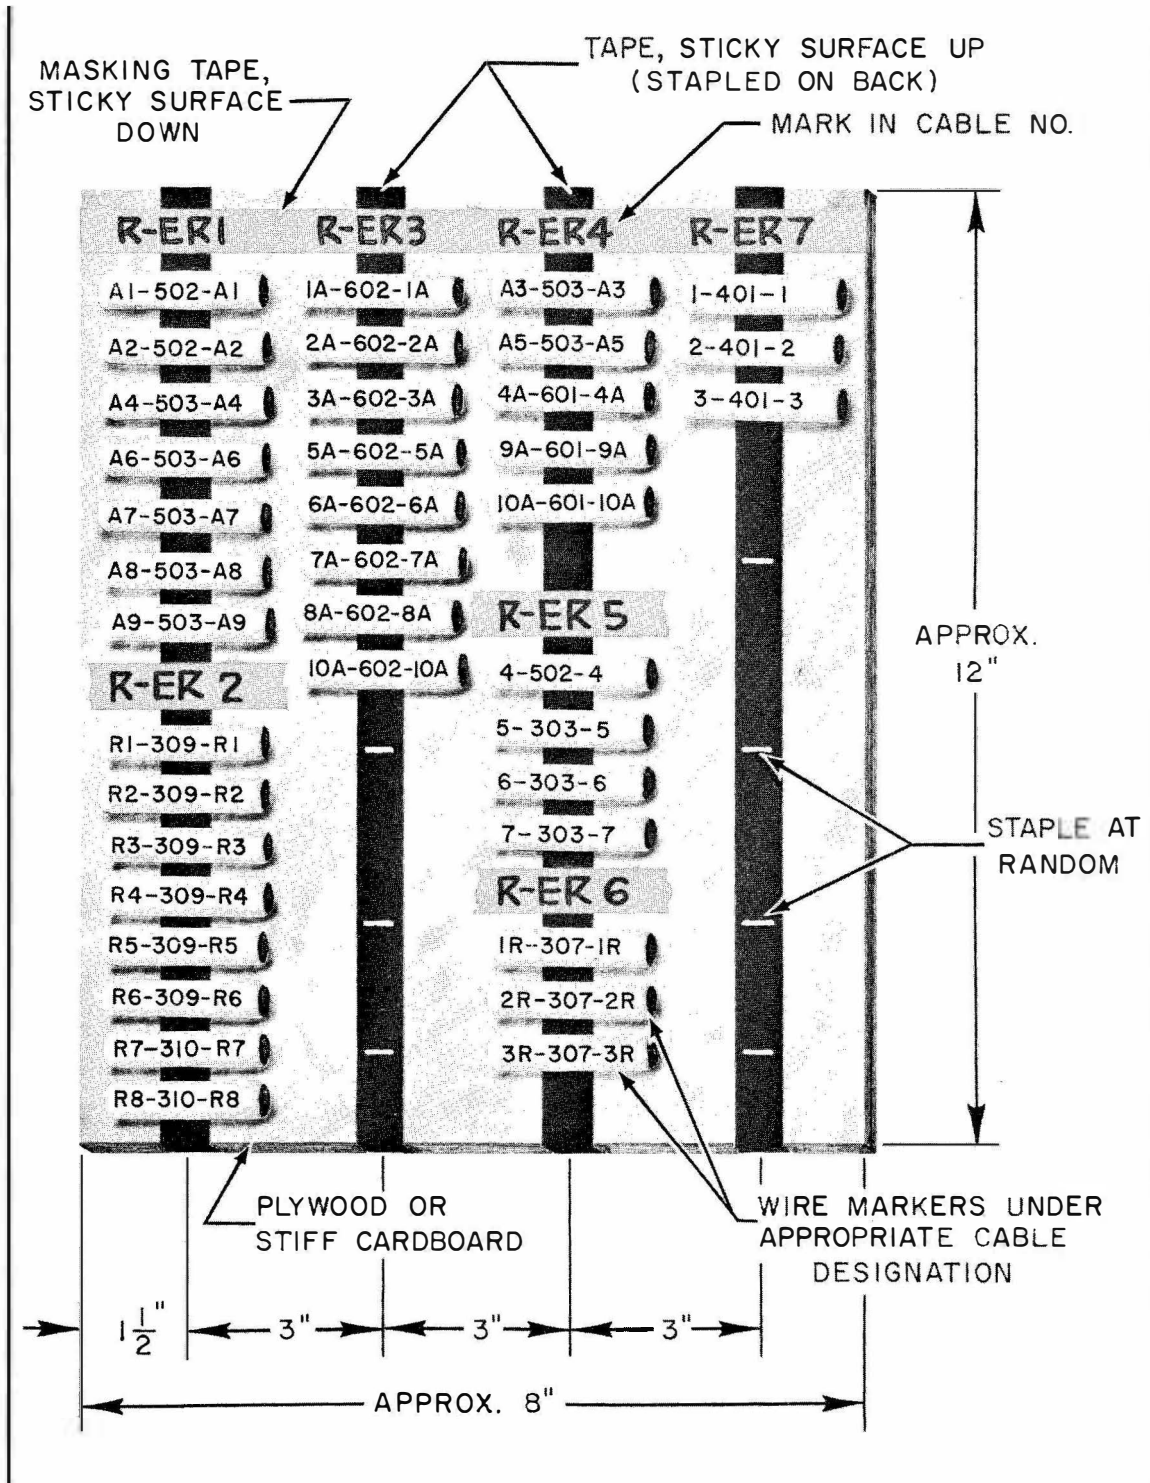 MASKING TAPE,
STICKY SURFACE
DOWN
TAPE, STICKY SURFACE UP
(STAPLED ON BACK)
MARK IN CABLE NO.
R-ER1
A1-502-A1
A2-502-A2
A4-503-A4
A6-503-A6
A7-503-A7
A8-503-A8
A9-503-A9
R-ER 2
R1-309-R1
R2-309-R2
R3-309-R3
R4-309-R4
R5-309-R5
R6-309-R6
R7-310-R7
R8-310-R8
R-ER3
1A-602-1A
2A-602-2A
3A-602-3A
5A-602-5A
6A-602-6A
7A-602-7A
8A-602-8A
10A-602-10A
R-ER4
A3-503-A3
A5-503-A5
4A-601-4A
9A-601-9A
10A-601-10A
R-ER 5
4-502-4
5-303-5
6-303-6
7-303-7
R-ER 6
1R-307-1R
2R-307-2R
3R-307-3R
R-ER7
1-401-1
2-401-2
3-401-3
APPROX.
12"
STAPLE AT
RANDOM
PLYWOOD OR
STIFF CARDBOARD
WIRE MARKERS UNDER
APPROPRIATE CABLE
DESIGNATION
1 1/2" 3" 3" 3"
APPROX. 8"